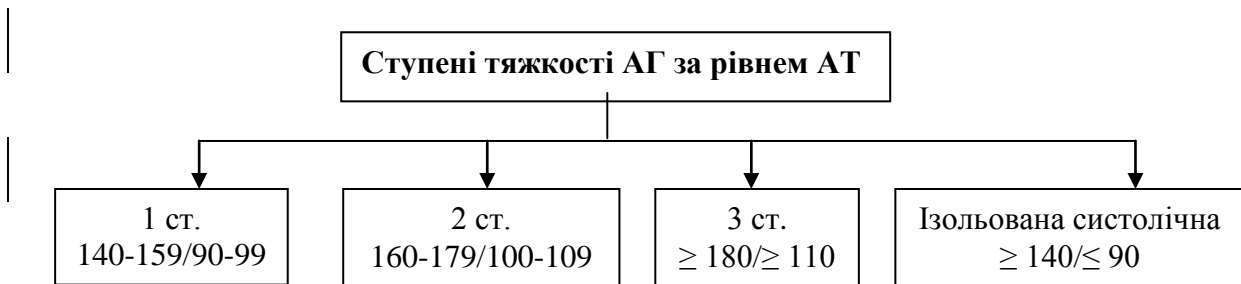 Ступені тяжкості АГ за рівнем АТ
1 ст.
140-159/90-99
2 ст.
160-179/100-109
3 ст.
≥ 180/≥ 110
Ізольована систолічна
≥ 140/≤ 90